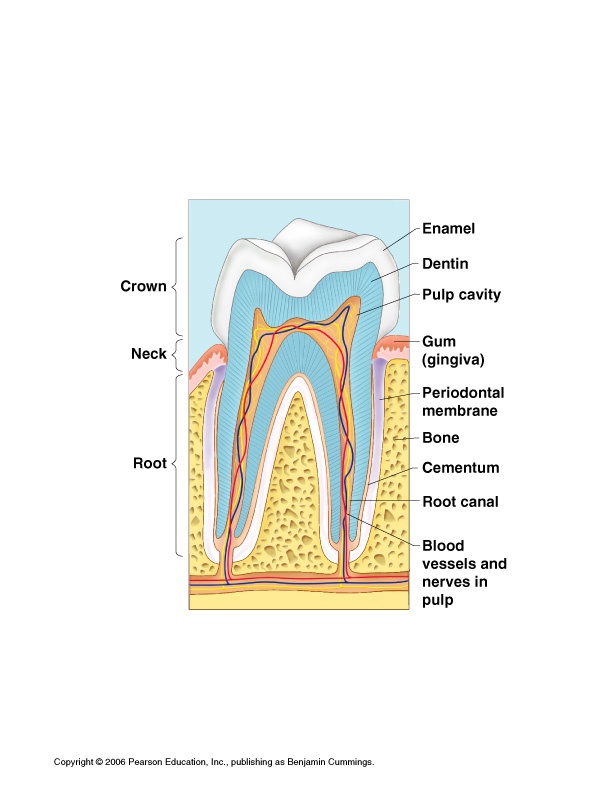 Enamel
Dentin
Pulp cavity
Crown
Gum
(gingiva)
Neck
Periodontal
membrane
Bone
Root
Cementum
Root canal
Blood
vessels and
nerves in
pulp
Copyright © 2006 Pearson Education, Inc., publishing as Benjamin Cummings.